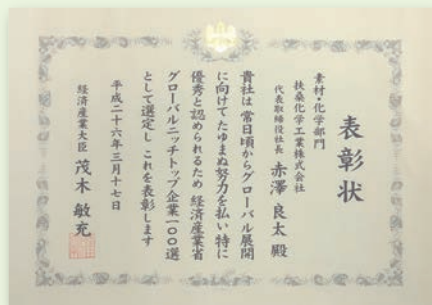 表彰状
素材・化学部門
扶桑化学工業株式会社
代表取締役社長 赤澤 良太 殿
貴社は 常日頃からグローバル展開
に向けてたゆまぬ努力を払い 特に
優秀と認められるため 経済産業省
グローバルニッチトップ企業一〇〇選
として選定し これを表彰します
平成二十六年三月十七日
経済産業大臣 茂木 敏充